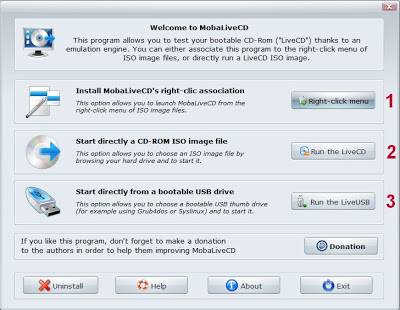 Welcome to MobaLiveCD
This program allows you to test your bootable CD-Rom ("LiveCD") thanks to an
emulation engine. You can either associate this program to the right-click menu of
ISO image files, or directly run a LiveCD ISO image.
Install MobaLiveCD's right-clic association
This option allows you to launch MobaLiveCD from the
right-click menu of ISO image files.
Right-click menu
1
Start directly a CD-ROM ISO image file
This option allows you to choose an ISO image file by
browsing your hard drive and to start it.
Run the LiveCD
2
Start directly from a bootable USB drive
This option allows you to choose a bootable USB thumb drive
(for example using Grub4dos or Syslinux) and to start it.
Run the LiveUSB
3
If you like this program, don't forget to make a donation
to the authors in order to help them improving MobaLiveCD
Donation
Uninstall
Help
About
Exit